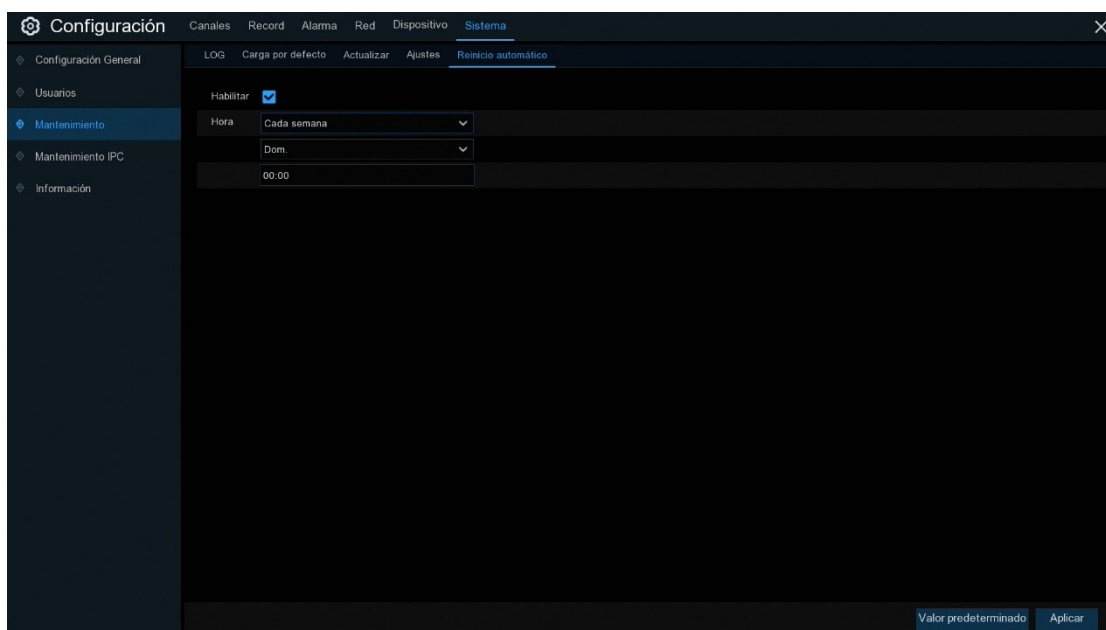 Configuración
Canales Record Alarma Red Dispositivo Sistema
LOG Carga por defecto Actualizar Ajustes Reinicio automático
Configuración General
Usuarios
Mantenimiento
Mantenimiento IPC
Información
Habilitar
Hora Cada semana
Dom.
00:00
Valor predeterminado Aplicar